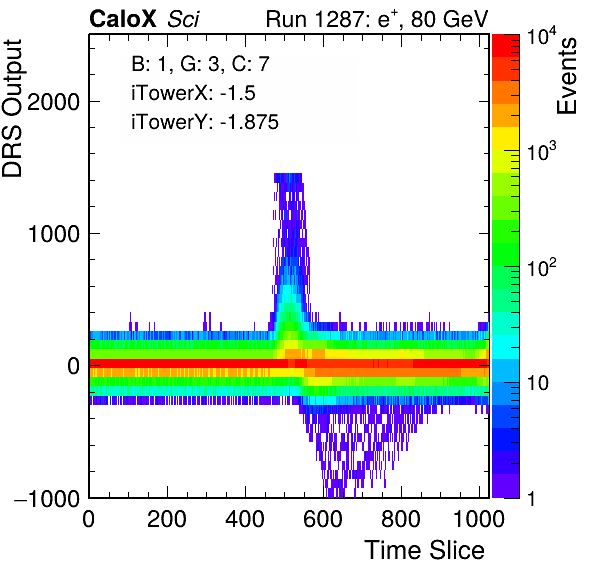 CaloX Sci
Run 1287: e⁺, 80 GeV
B: 1, G: 3, C: 7
iTowerX: -1.5
iTowerY: -1.875
DRS Output
2000
1000
0
−1000
0 200 400 600 800 1000
Time Slice
10⁴
10³
10²
10
1
Events